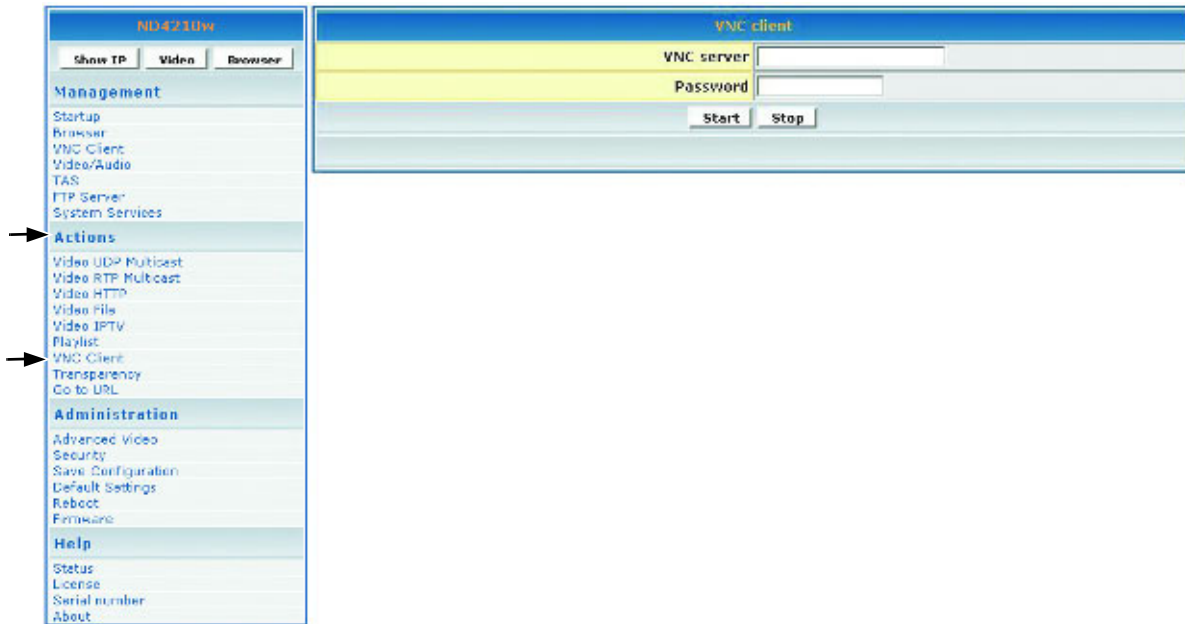 ND4210w
Show IP Video Browser
Management
Startup
Browser
VNC Client
Video/Audio
TAS
FTP Server
System Services
Actions
Video UDP Multicast
Video RTP Multicast
Video HTTP
Video File
Video IPTV
Playlist
VNC Client
Transparency
Go to URL
Administration
Advanced Video
Security
Save Configuration
Default Settings
Reboot
Firmware
Help
Status
License
Serial number
About
VNC client
VNC server
Password
Start Stop